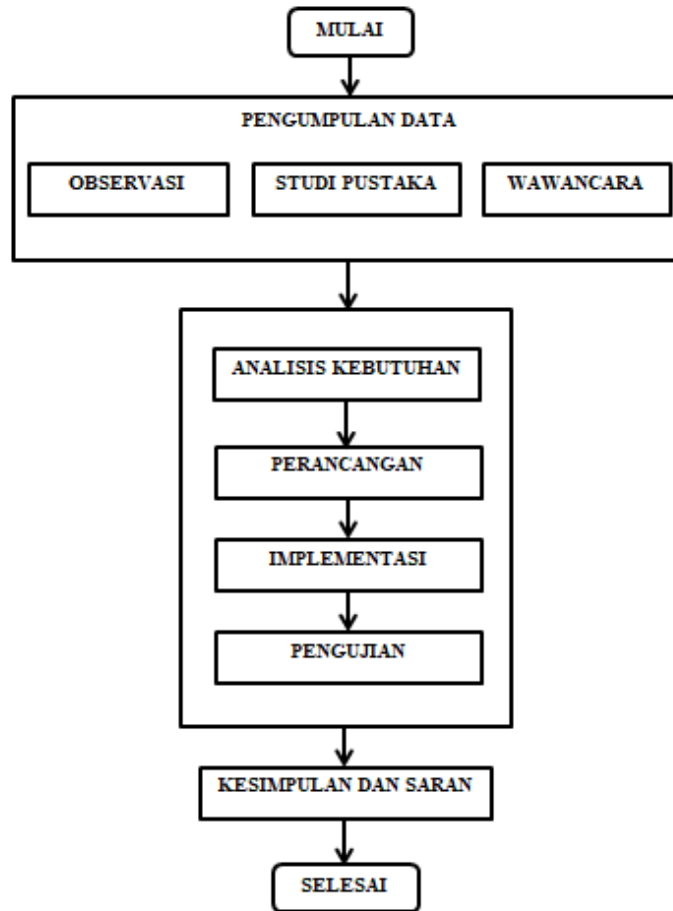 MULAI
PENGUMPULAN DATA
OBSERVASI
STUDI PUSTAKA
WAWANCARA
ANALISIS KEBUTUHAN
PERANCANGAN
IMPLEMENTASI
PENGUJIAN
KESIMPULAN DAN SARAN
SELESAI